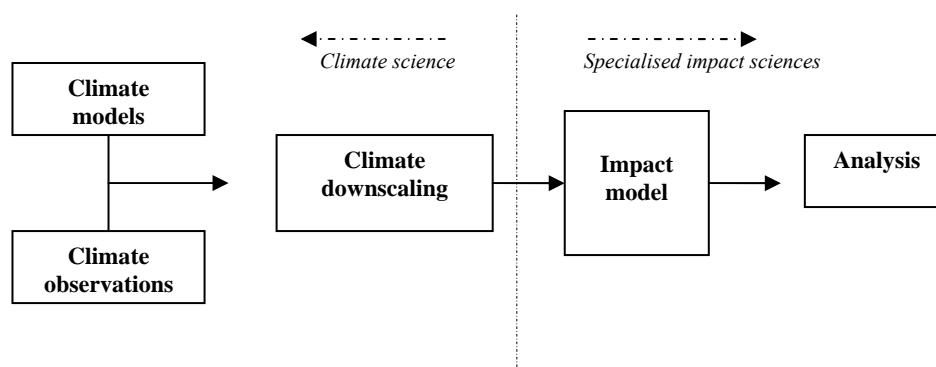 Climate science
Specialised impact sciences
Climate
models
Climate
downscaling
Impact
model
Analysis
Climate
observations